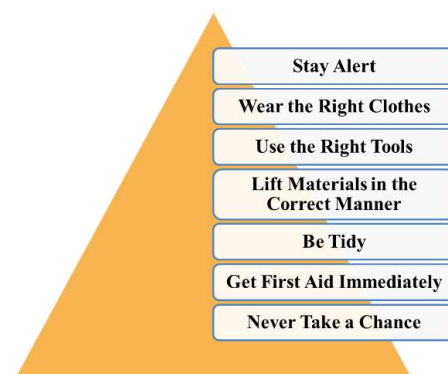 Stay Alert
Wear the Right Clothes
Use the Right Tools
Lift Materials in the
Correct Manner
Be Tidy
Get First Aid Immediately
Never Take a Chance